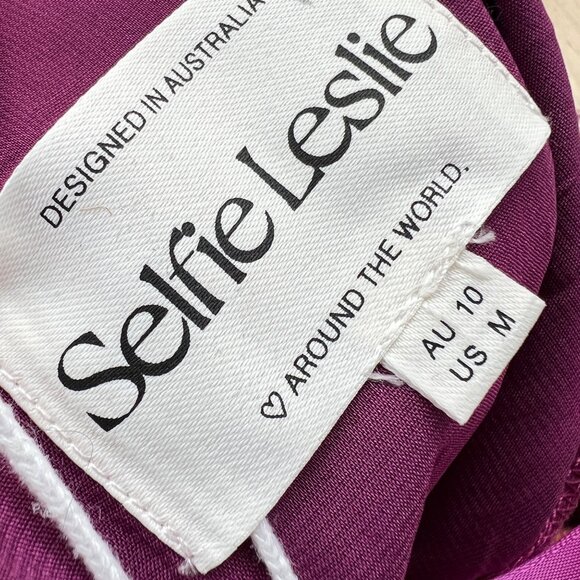 DESIGNED IN AUSTRALIA
Selfie Leslie
♡ AROUND THE WORLD.
AU 10
US M